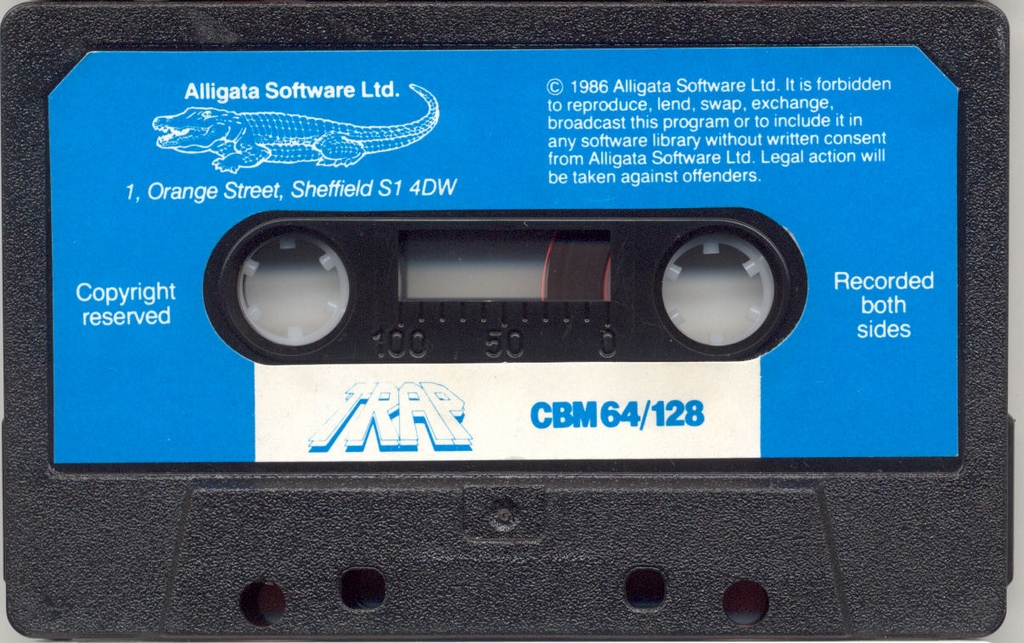 Alligata Software Ltd.
1, Orange Street, Sheffield S1 4DW
© 1986 Alligata Software Ltd. It is forbidden
to reproduce, lend, swap, exchange,
broadcast this program or to include it in
any software library without written consent
from Alligata Software Ltd. Legal action will
be taken against offenders.
Copyright
reserved
Recorded
both
sides
100 50 0
TRAP
CBM64/128